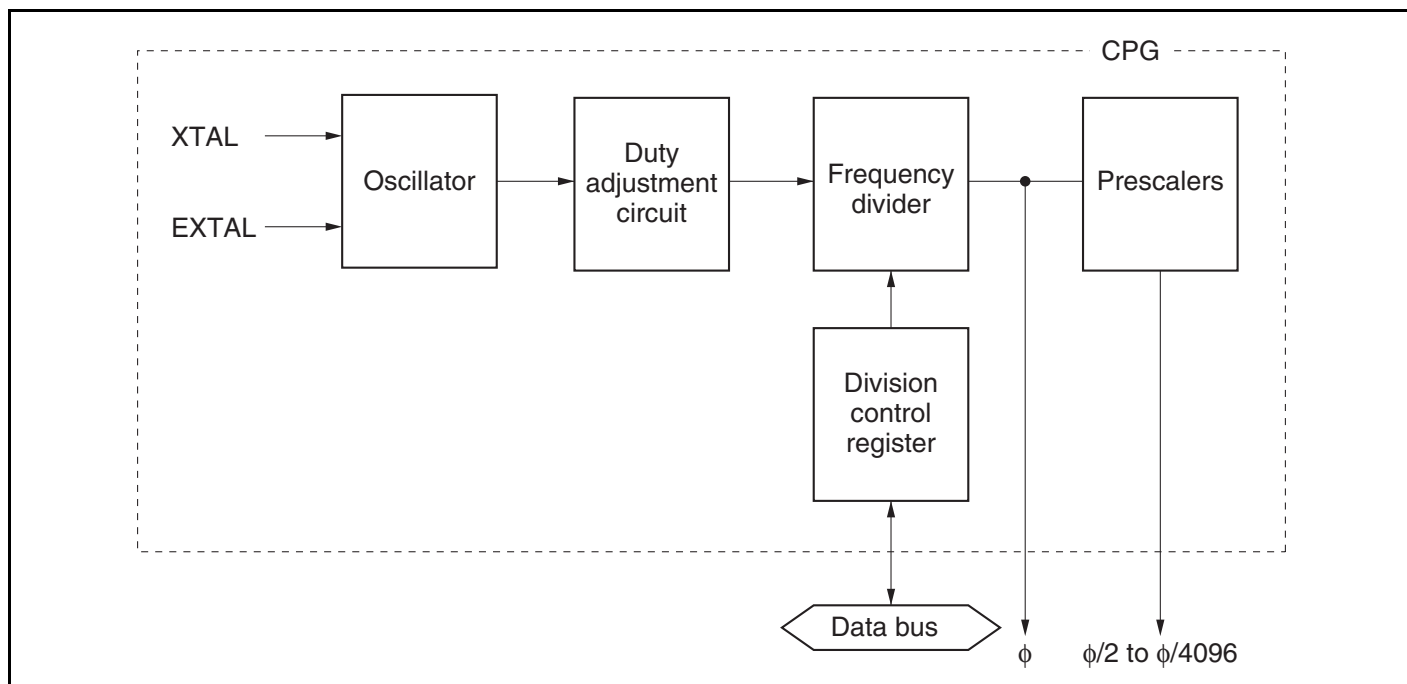 CPG
XTAL
EXTAL
Oscillator
Duty
adjustment
circuit
Frequency
divider
Prescalers
Division
control
register
Data bus
ϕ
ϕ/2 to ϕ/4096